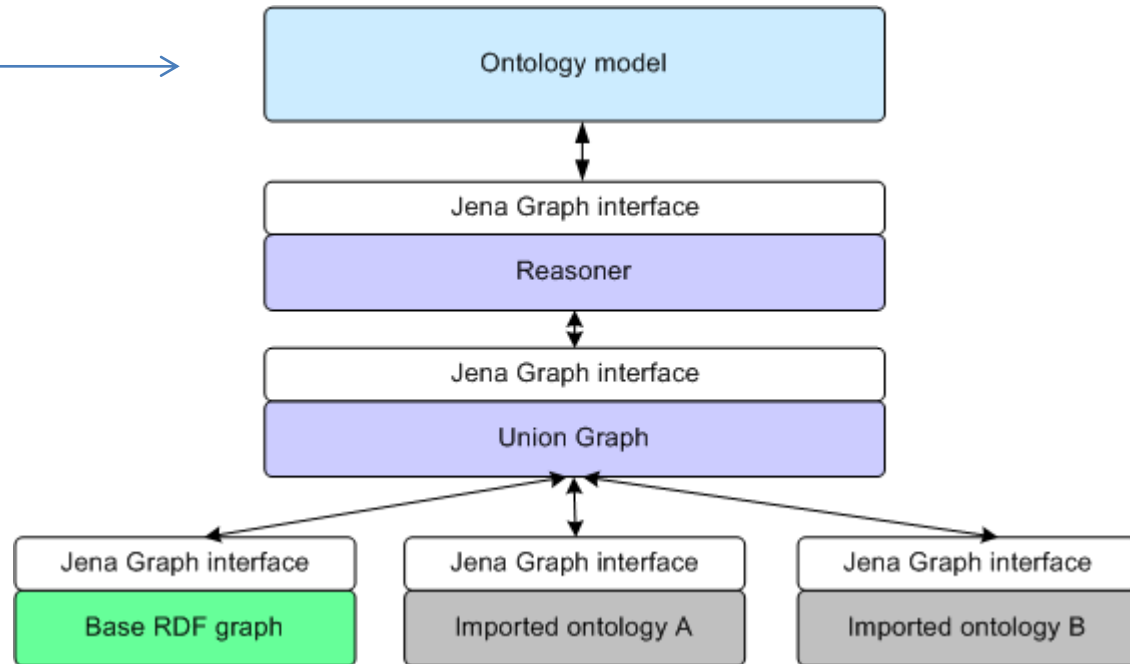 Ontology model
Jena Graph interface
Reasoner
Jena Graph interface
Union Graph
Jena Graph interface
Jena Graph interface
Jena Graph interface
Base RDF graph
Imported ontology A
Imported ontology B